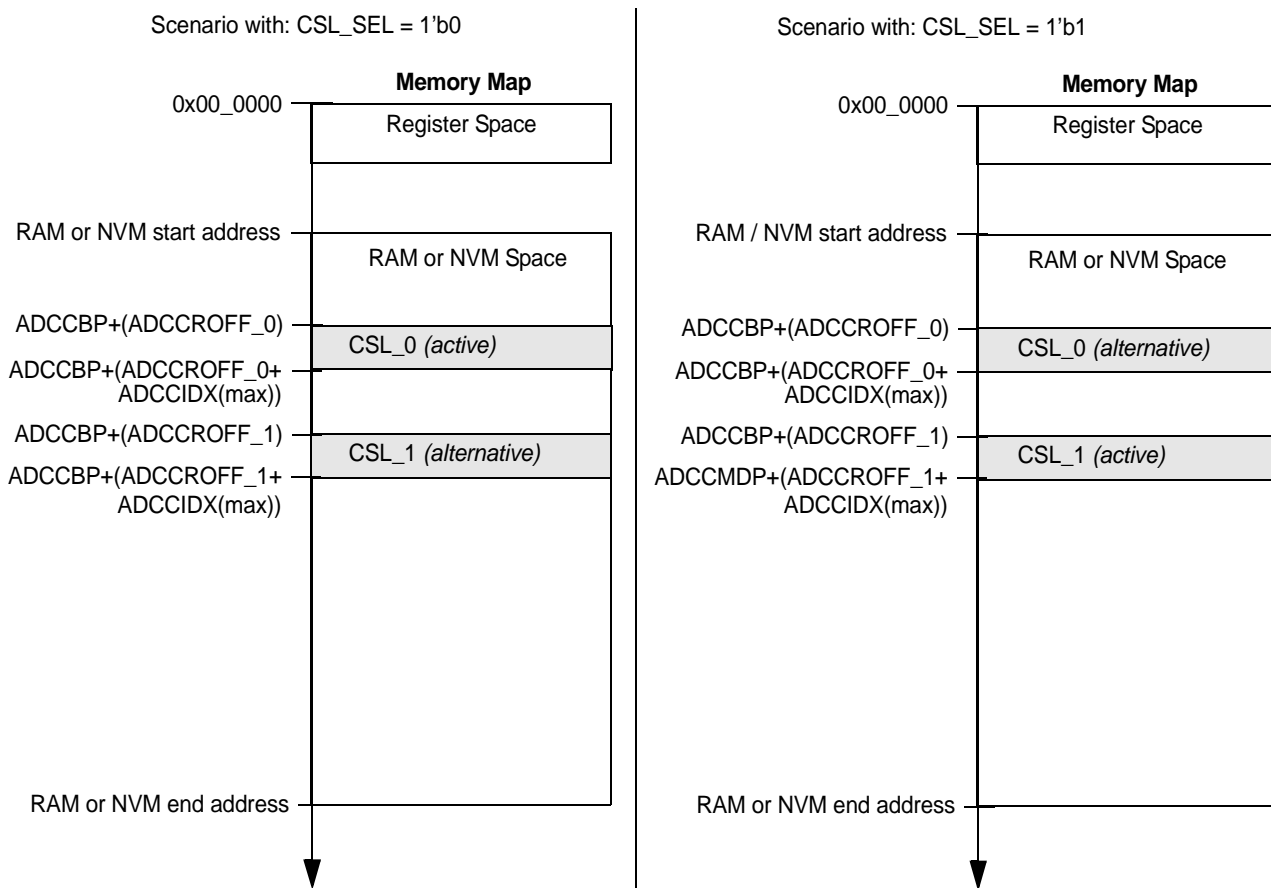 Scenario with: CSL_SEL = 1’b0
Memory Map
0x00_0000
Register Space
RAM or NVM start address
RAM or NVM Space
ADCCBP+(ADCCROFF_0)
CSL_0 (active)
ADCCBP+(ADCCROFF_0+
ADCCIDX(max))
ADCCBP+(ADCCROFF_1)
CSL_1 (alternative)
ADCCBP+(ADCCROFF_1+
ADCCIDX(max))
RAM or NVM end address
Scenario with: CSL_SEL = 1’b1
Memory Map
0x00_0000
Register Space
RAM / NVM start address
RAM or NVM Space
ADCCBP+(ADCCROFF_0)
CSL_0 (alternative)
ADCCBP+(ADCCROFF_0+
ADCCIDX(max))
ADCCBP+(ADCCROFF_1)
CSL_1 (active)
ADCCMDP+(ADCCROFF_1+
ADCCIDX(max))
RAM or NVM end address